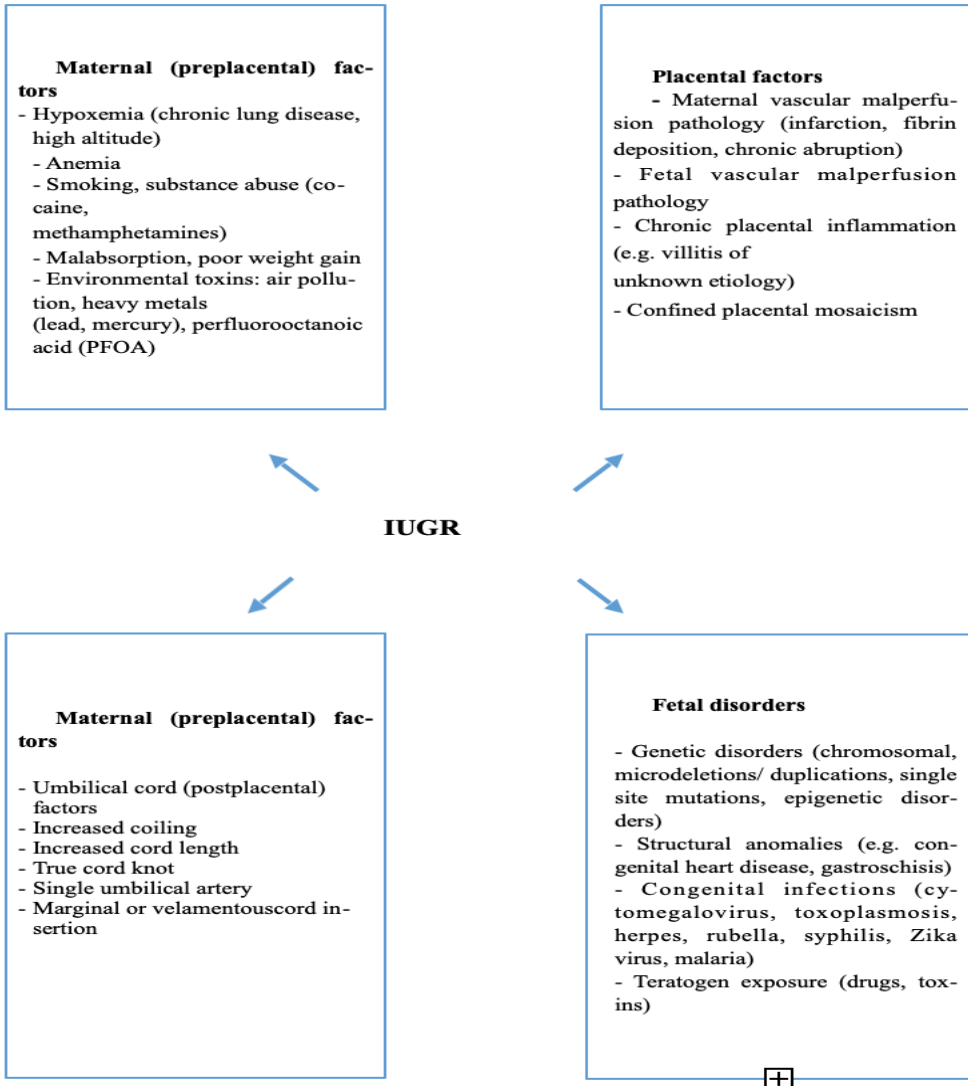 Maternal (preplacental) fac-
tors
- Hypoxemia (chronic lung disease,
high altitude)
- Anemia
- Smoking, substance abuse (co-
caine,
methamphetamines)
- Malabsorption, poor weight gain
- Environmental toxins: air pollu-
tion, heavy metals
(lead, mercury), perfluorooctanoic
acid (PFOA)
Placental factors
- Maternal vascular malperfu-
sion pathology (infarction, fibrin
deposition, chronic abruption)
- Fetal vascular malperfusion
pathology
- Chronic placental inflammation
(e.g. villitis of
unknown etiology)
- Confined placental mosaicism
IUGR
Maternal (preplacental) fac-
tors
- Umbilical cord (postplacental)
factors
- Increased coiling
- Increased cord length
- True cord knot
- Single umbilical artery
- Marginal or velamentouscord in-
sertion
Fetal disorders
- Genetic disorders (chromosomal,
microdeletions/ duplications, single
site mutations, epigenetic disor-
ders)
- Structural anomalies (e.g. con-
genital heart disease, gastroschisis)
- Congenital infections (cy-
tomegalovirus, toxoplasmosis,
herpes, rubella, syphilis, Zika
virus, malaria)
- Teratogen exposure (drugs, tox-
ins)